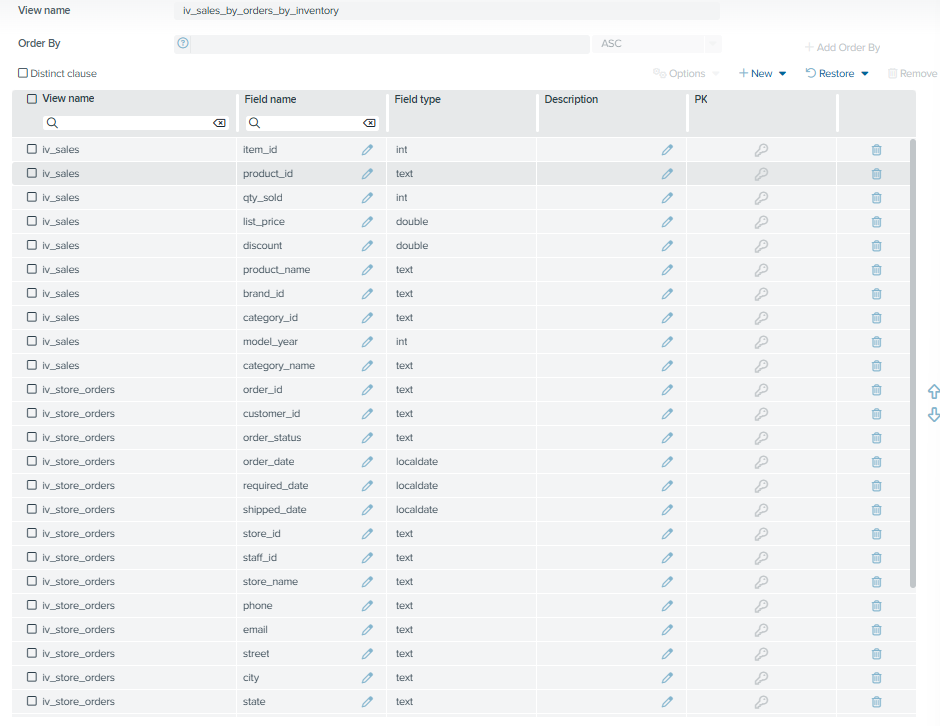 View name iv_sales_by_orders_by_inventory
Order By ? ASC + Add Order By
Distinct clause Options + New Restore Remove
View name Field name Field type Description PK
iv_sales item_id int
iv_sales product_id text
iv_sales qty_sold int
iv_sales list_price double
iv_sales discount double
iv_sales product_name text
iv_sales brand_id text
iv_sales category_id text
iv_sales model_year int
iv_sales category_name text
iv_store_orders order_id text
iv_store_orders customer_id text
iv_store_orders order_status text
iv_store_orders order_date localdate
iv_store_orders required_date localdate
iv_store_orders shipped_date localdate
iv_store_orders store_id text
iv_store_orders staff_id text
iv_store_orders store_name text
iv_store_orders phone text
iv_store_orders email text
iv_store_orders street text
iv_store_orders city text
iv_store_orders state text